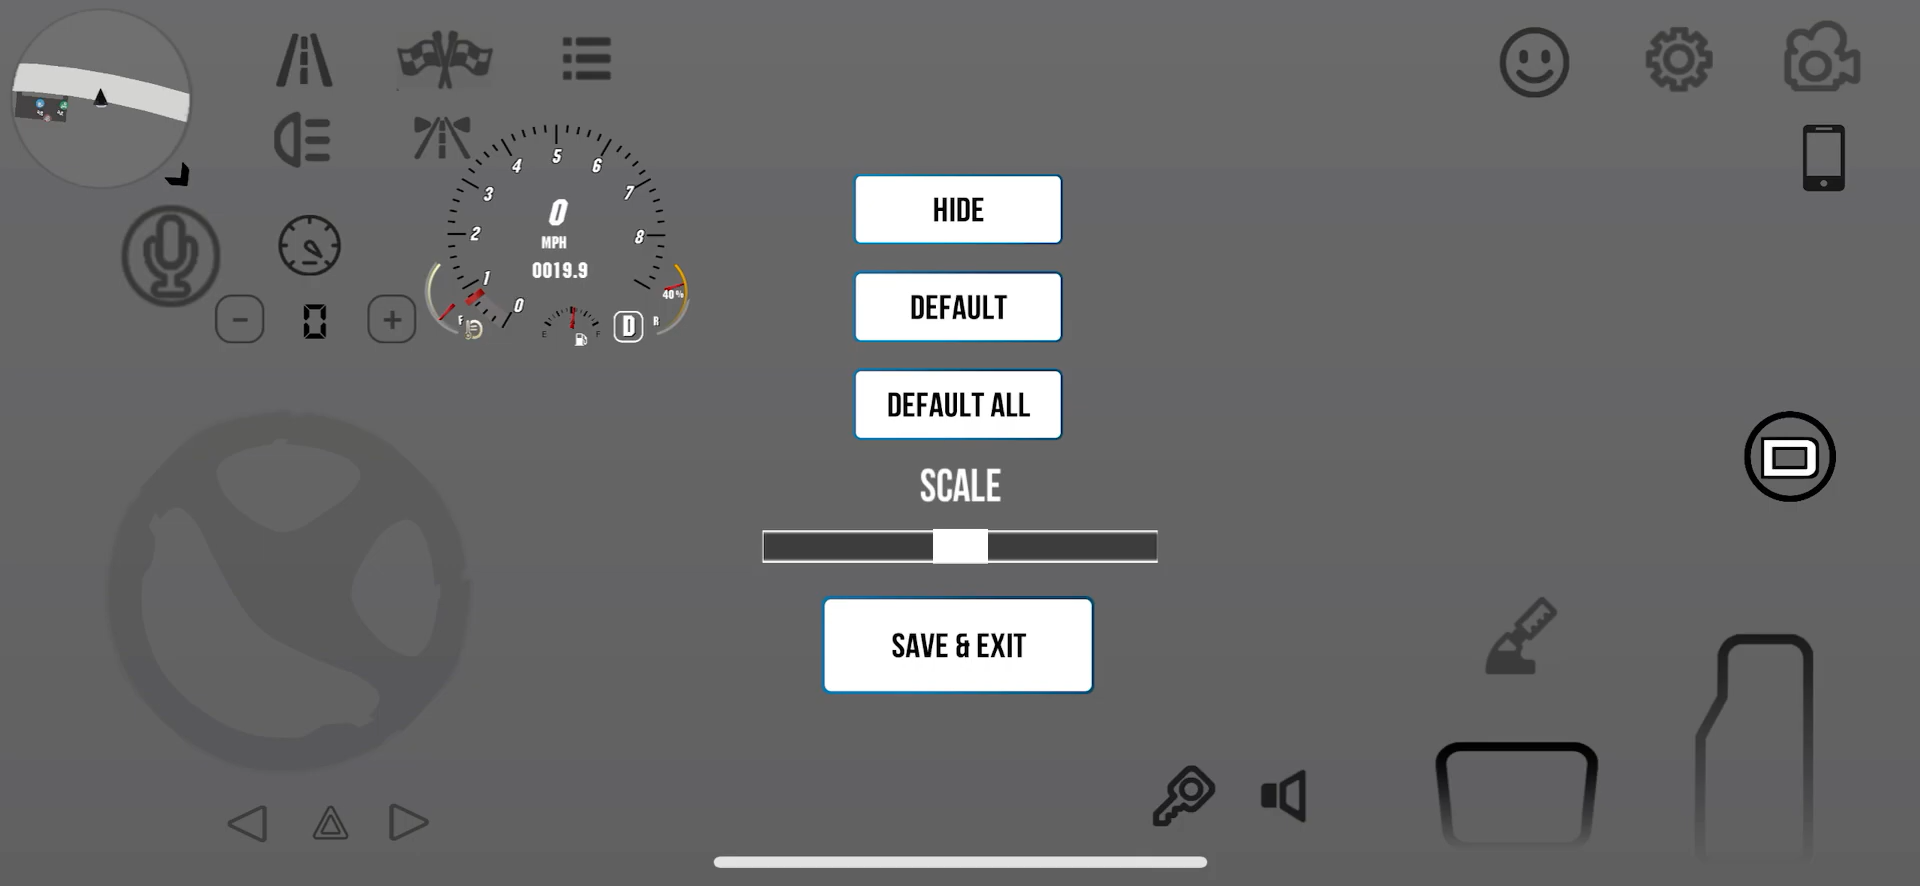 4 5 6
3 7
0
2 8
MPH
0019.9
1
40%
0
F D R
E F
0
HIDE
DEFAULT
DEFAULT ALL
SCALE
D
SAVE & EXIT